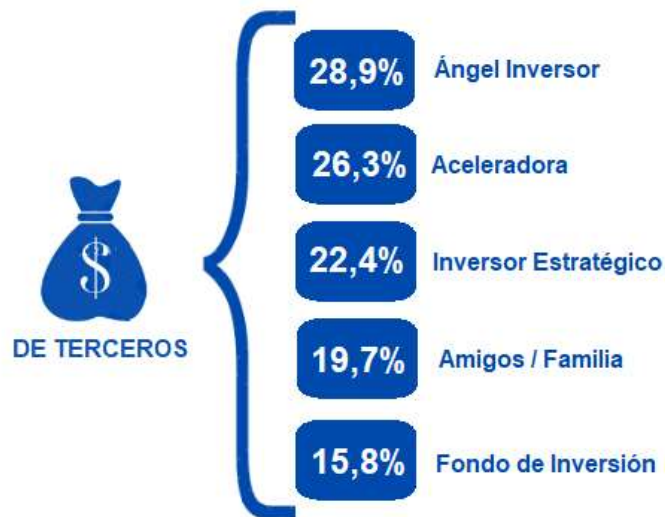 28,9% Ángel Inversor
26,3% Aceleradora
22,4% Inversor Estratégico
$
DE TERCEROS
19,7% Amigos / Familia
15,8% Fondo de Inversión